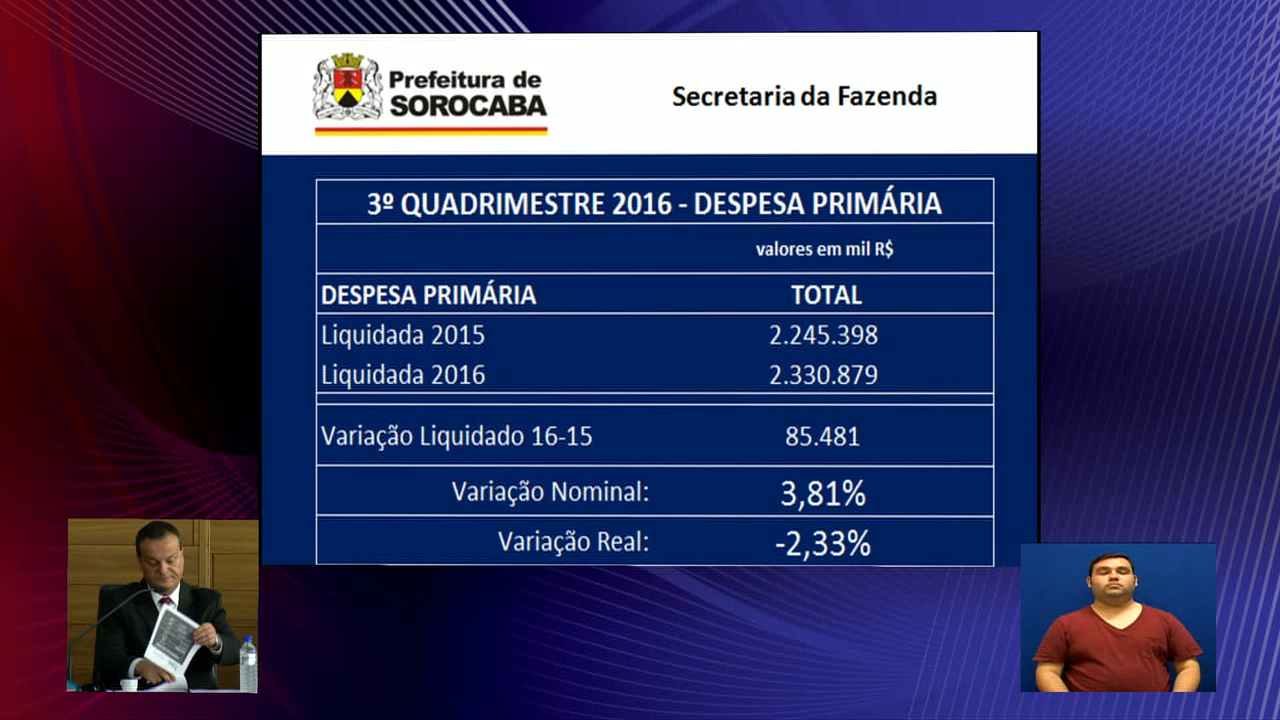 Prefeitura de
SOROCABA
Secretaria da Fazenda
3º QUADRIMESTRE 2016 - DESPESA PRIMÁRIA
valores em mil R$
DESPESA PRIMÁRIA TOTAL
Liquidada 2015 2.245.398
Liquidada 2016 2.330.879
Variação Liquidado 16-15 85.481
Variação Nominal: 3,81%
Variação Real: -2,33%